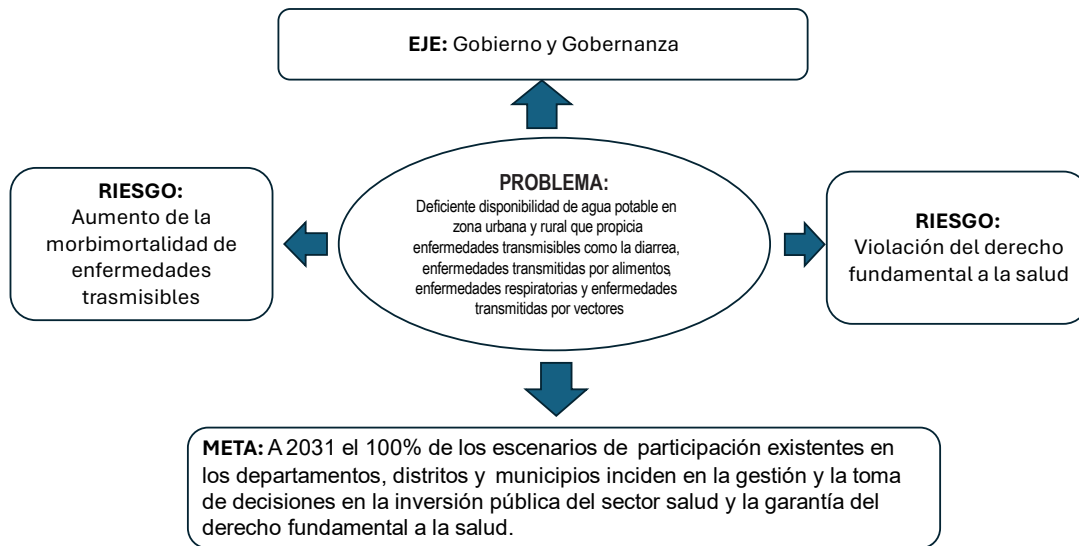 EJE: Gobierno y Gobernanza
RIESGO:
Aumento de la
morbimortalidad de
enfermedades
trasmisibles
PROBLEMA:
Deficiente disponibilidad de agua potable en
zona urbana y rural que propicia
enfermedades transmisibles como la diarrea,
enfermedades transmitidas por alimentos,
enfermedades respiratorias y enfermedades
transmitidas por vectores
RIESGO:
Violación del derecho
fundamental a la salud
META: A 2031 el 100% de los escenarios de participación existentes en
los departamentos, distritos y municipios inciden en la gestión y la toma
de decisiones en la inversión pública del sector salud y la garantía del
derecho fundamental a la salud.